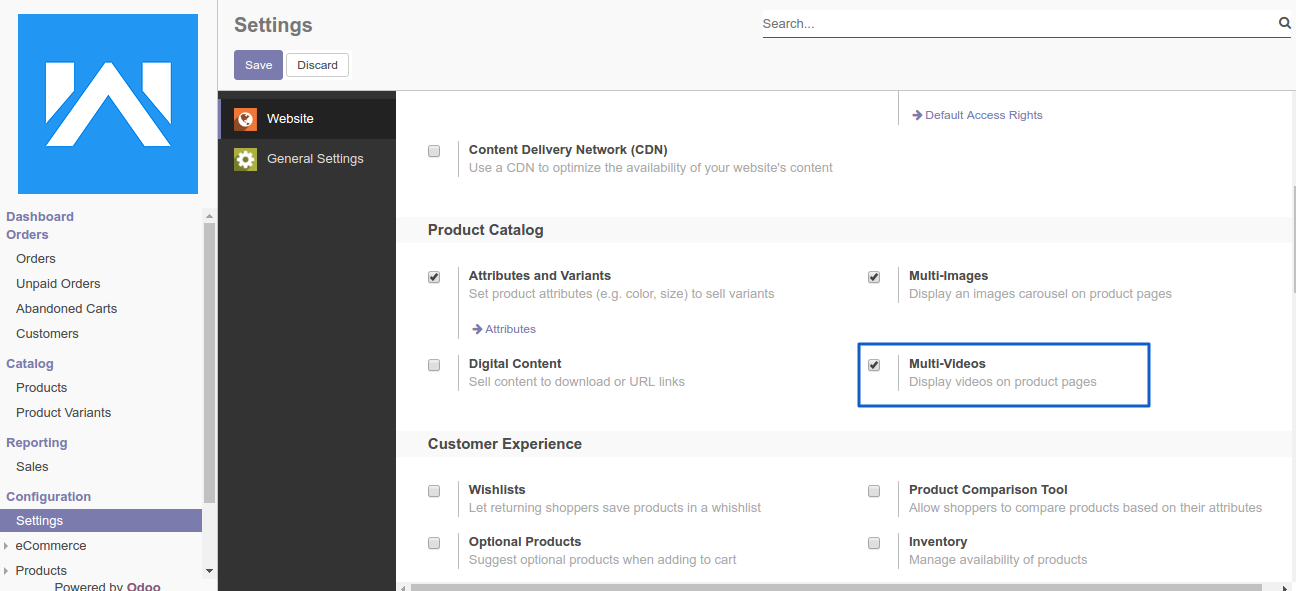 Settings
Search...
Save
Discard
Dashboard
Orders
Orders
Unpaid Orders
Abandoned Carts
Customers
Catalog
Products
Product Variants
Reporting
Sales
Configuration
Settings
eCommerce
Products
Powered by Odoo
Website
General Settings
Default Access Rights
Content Delivery Network (CDN)
Use a CDN to optimize the availability of your website's content
Product Catalog
Attributes and Variants
Set product attributes (e.g. color, size) to sell variants
Attributes
Multi-Images
Display an images carousel on product pages
Digital Content
Sell content to download or URL links
Multi-Videos
Display videos on product pages
Customer Experience
Wishlists
Let returning shoppers save products in a whishlist
Product Comparison Tool
Allow shoppers to compare products based on their attributes
Optional Products
Suggest optional products when adding to cart
Inventory
Manage availability of products